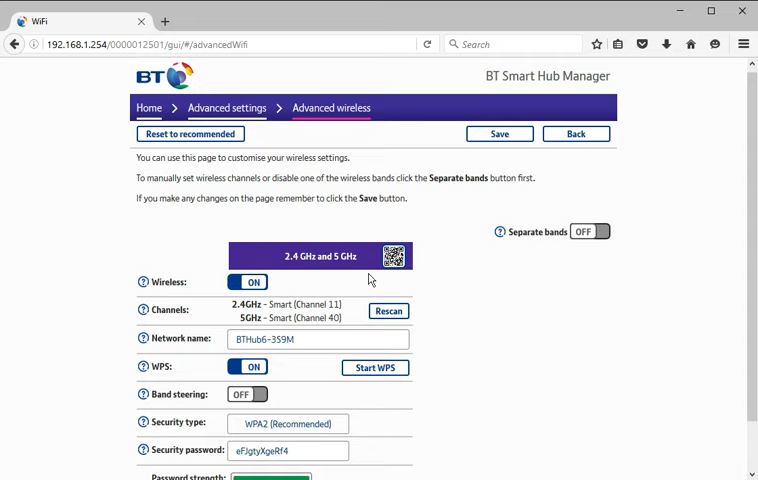 WiFi
192.168.1.254/0000012501/gui/#/advancedWifi
Search
BT
BT Smart Hub Manager
Home > Advanced settings > Advanced wireless
Reset to recommended
Save
Back
You can use this page to customise your wireless settings.
To manually set wireless channels or disable one of the wireless bands click the Separate bands button first.
If you make any changes on the page remember to click the Save button.
? Separate bands OFF
2.4 GHz and 5 GHz
? Wireless: ON
? Channels: 2.4GHz - Smart (Channel 11)
5GHz - Smart (Channel 40)
Rescan
? Network name: BTHub6-3S9M
? WPS: ON Start WPS
? Band steering: OFF
? Security type: WPA2 (Recommended)
? Security password: eFJgtyXgeRf4
Password strength: